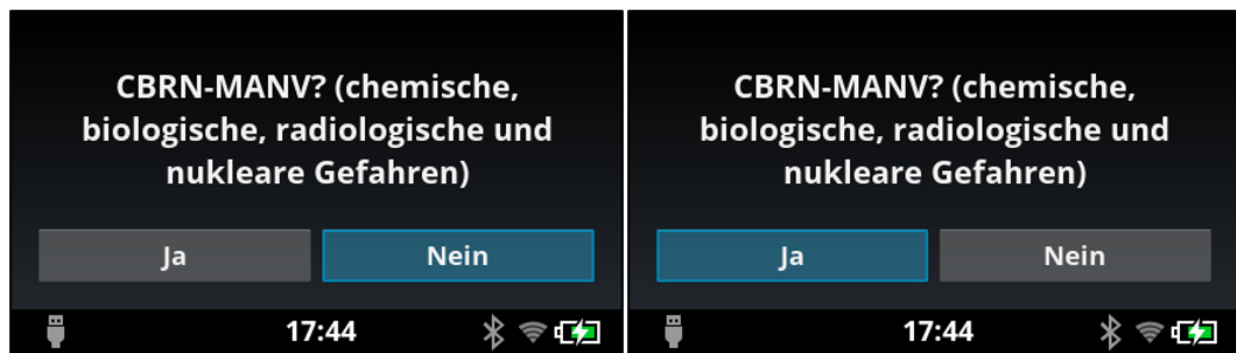 CBRN-MANV? (chemische,
biologische, radiologische und
nukleare Gefahren)
Ja Nein
17:44
CBRN-MANV? (chemische,
biologische, radiologische und
nukleare Gefahren)
Ja Nein
17:44